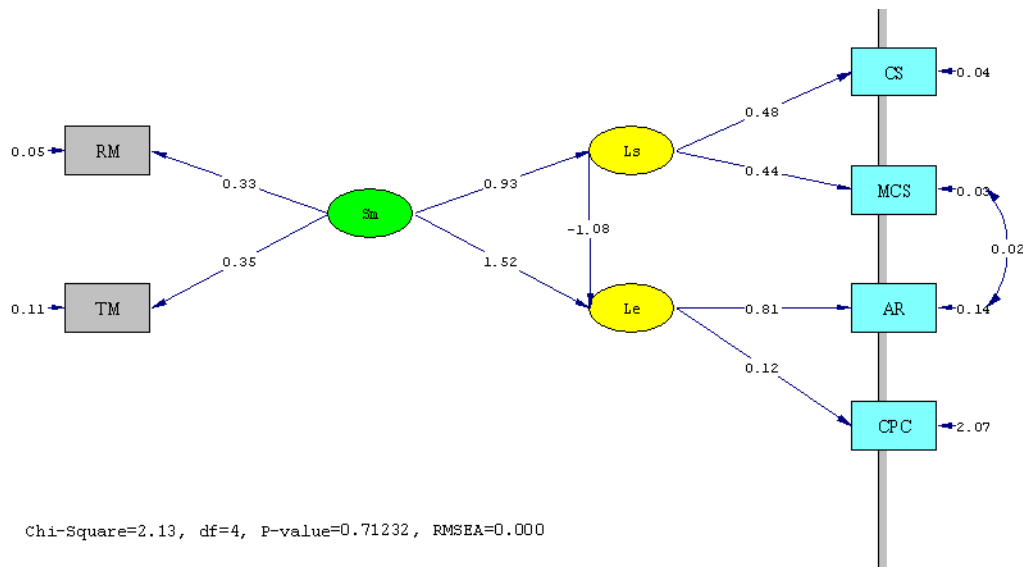 CS
0.04
0.48
0.05
RM
Ls
0.33
0.93
0.44
MCS
0.03
Sm
-1.08
0.02
0.35
1.52
0.11
TM
Le
0.81
AR
0.14
0.12
CPC
2.07
Chi-Square=2.13, df=4, P-value=0.71232, RMSEA=0.000